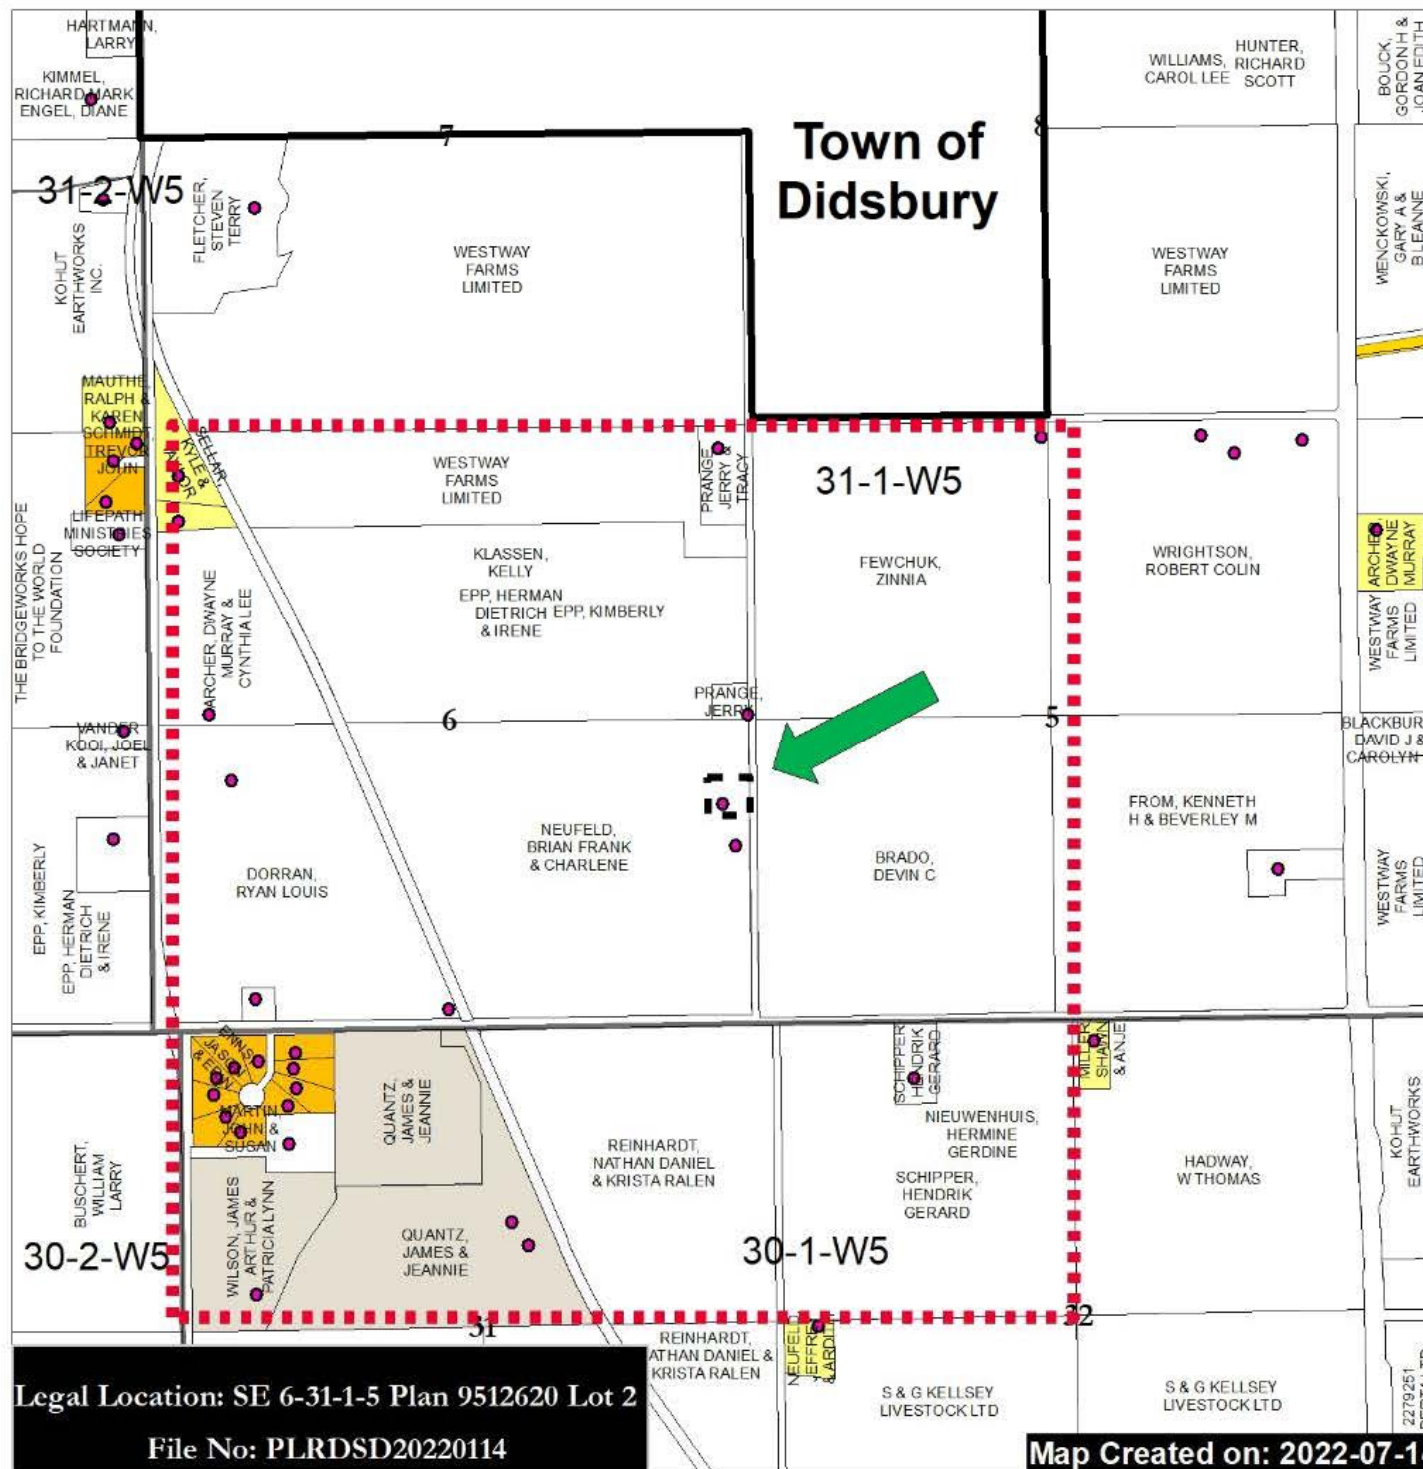 HARTMANN,
LARRY
KIMMEL,
RICHARD MARK
ENGEL, DIANE
WILLIAMS,
CAROL LEE
HUNTER,
RICHARD
SCOTT
BOUCK,
GORDON H &
JOAN EDITH
7
8
Town of
Didsbury
31-2-W5
FLETCHER,
STEVEN
TERRY
KOHUT
EARTHWORKS
INC.
WESTWAY
FARMS
LIMITED
WESTWAY
FARMS
LIMITED
WENCKOWSKI,
GARY A &
B LEANNE
MAUTHE,
RALPH &
KAREN
SCHMIDT,
TREVOR
JOHN
SELLAR,
KYLE &
LIFEPATH
MINISTRIES
SOCIETY
THE BRIDGEWORKS HOPE
TO THE WORLD
FOUNDATION
WESTWAY
FARMS
LIMITED
PRANGE,
JERRY &
TRACY
31-1-W5
KLASSEN,
KELLY
EPP, HERMAN
DIETRICH
& IRENE
EPP, KIMBERLY
FEWCHUK,
ZINNIA
WRIGHTSON,
ROBERT COLIN
ARCHER,
DWAYNE
MURRAY
WESTWAY
FARMS
LIMITED
ARCHER, DWAYNE
MURRAY &
CYNTHIA LEE
PRANGE,
JERRY
6
5
VANDER
KOOI, JOEL
& JANET
BLACKBUR
DAVID J &
CAROLYN
EPP, KIMBERLY
EPP, HERMAN
DIETRICH
& IRENE
DORRAN,
RYAN LOUIS
NEUFELD,
BRIAN FRANK
& CHARLENE
BRADO,
DEVIN C
FROM, KENNETH
H & BEVERLEY M
WESTWAY
FARMS
LIMITED
ENNS,
JASON
MARTIN,
JOHN &
SUSAN
QUANTZ,
JAMES &
JEANNIE
SCHIPPER,
HENDRIK
GERARD
MILLER,
SHAWN
& ANJE
NIEUWENHUIS,
HERMINE
GERDINE
REINHARDT,
NATHAN DANIEL
& KRISTA RALEN
SCHIPPER,
HENDRIK
GERARD
HADWAY,
W THOMAS
KOHUT
EARTHWORKS
BUSCHERT,
WILLIAM
LARRY
WILSON, JAMES
ARTHUR &
PATRICIA LYNN
QUANTZ,
JAMES &
JEANNIE
30-2-W5
30-1-W5
31
32
REINHARDT,
ATHAN DANIEL &
KRISTA RALEN
S & G KELLSEY
LIVESTOCK LTD
S & G KELLSEY
LIVESTOCK LTD
2279251
Legal Location: SE 6-31-1-5 Plan 9512620 Lot 2
File No: PLRDSD20220114
Map Created on: 2022-07-1